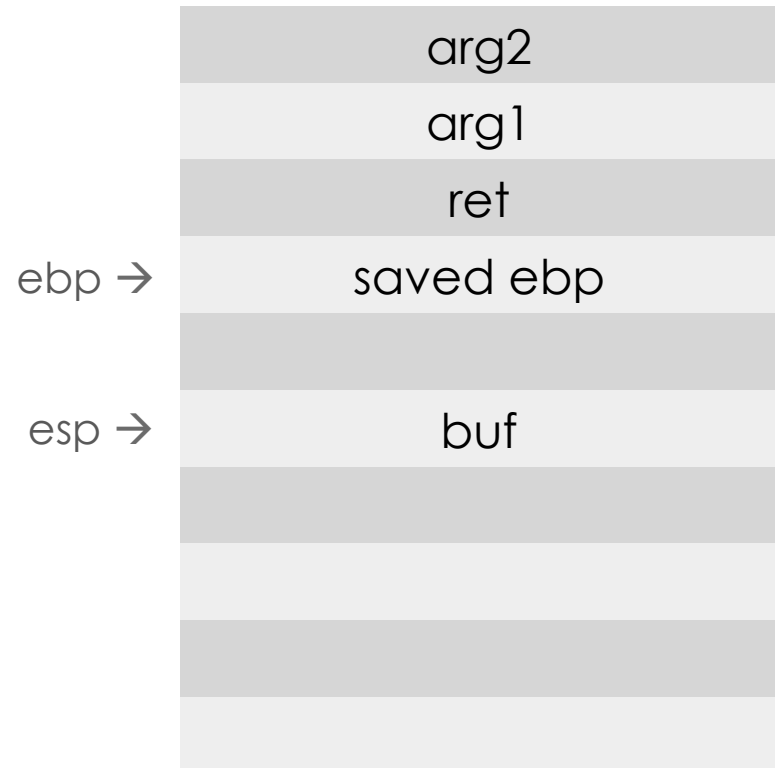 arg2
arg1
ret
ebp → saved ebp
esp → buf